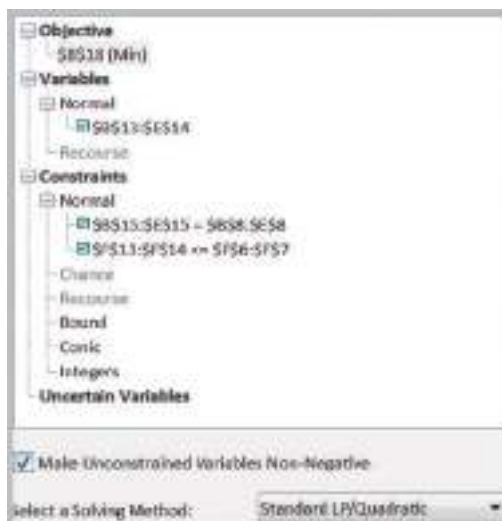 Objective
$B$18 (Min)
Variables
Normal
$B$13:$E$14
Recourse
Constraints
Normal
$B$15:$E$15 = $B$8:$E$8
$F$13:$F$14 <= $F$6:$F$7
Chance
Recourse
Bound
Conic
Integers
Uncertain Variables
Make Unconstrained Variables Non-Negative
Select a Solving Method: Standard LP/Quadratic